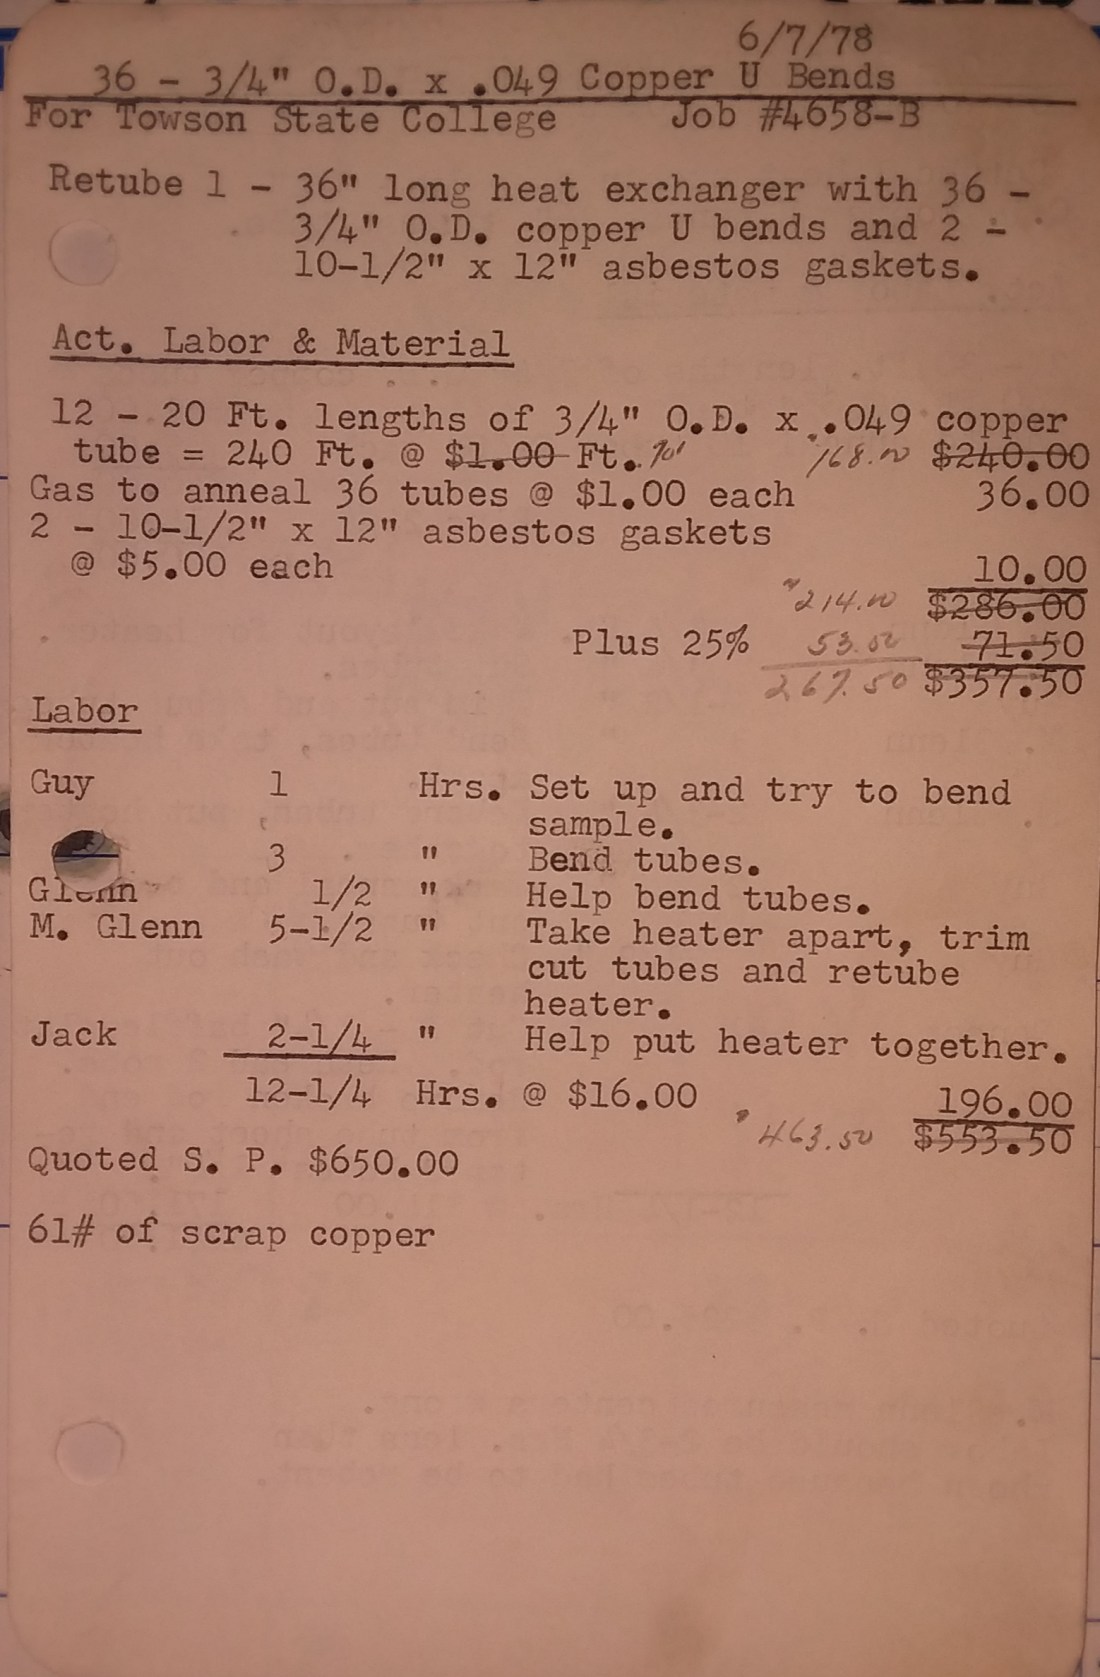 6/7/78
36 - 3/4" O.D. x .049 Copper U Bends
For Towson State College Job #4658-B
Retube 1 - 36" long heat exchanger with 36 -
3/4" O.D. copper U bends and 2 -
10-1/2" x 12" asbestos gaskets.
Act. Labor & Material
12 - 20 Ft. lengths of 3/4" O.D. x .049 copper
tube = 240 Ft. @ $1.00 Ft. 70¢ 168.00 $240.00
Gas to anneal 36 tubes @ $1.00 each 36.00
2 - 10-1/2" x 12" asbestos gaskets
@ $5.00 each 10.00
$214.00 $286.00
Plus 25% 53.50 71.50
267.50 $357.50
Labor
Guy 1 Hrs. Set up and try to bend
sample.
3 " Bend tubes.
Glenn 1/2 " Help bend tubes.
M. Glenn 5-1/2 " Take heater apart, trim
cut tubes and retube
heater.
Jack 2-1/4 " Help put heater together.
12-1/4 Hrs. @ $16.00 196.00
463.50 $553.50
Quoted S. P. $650.00
61# of scrap copper